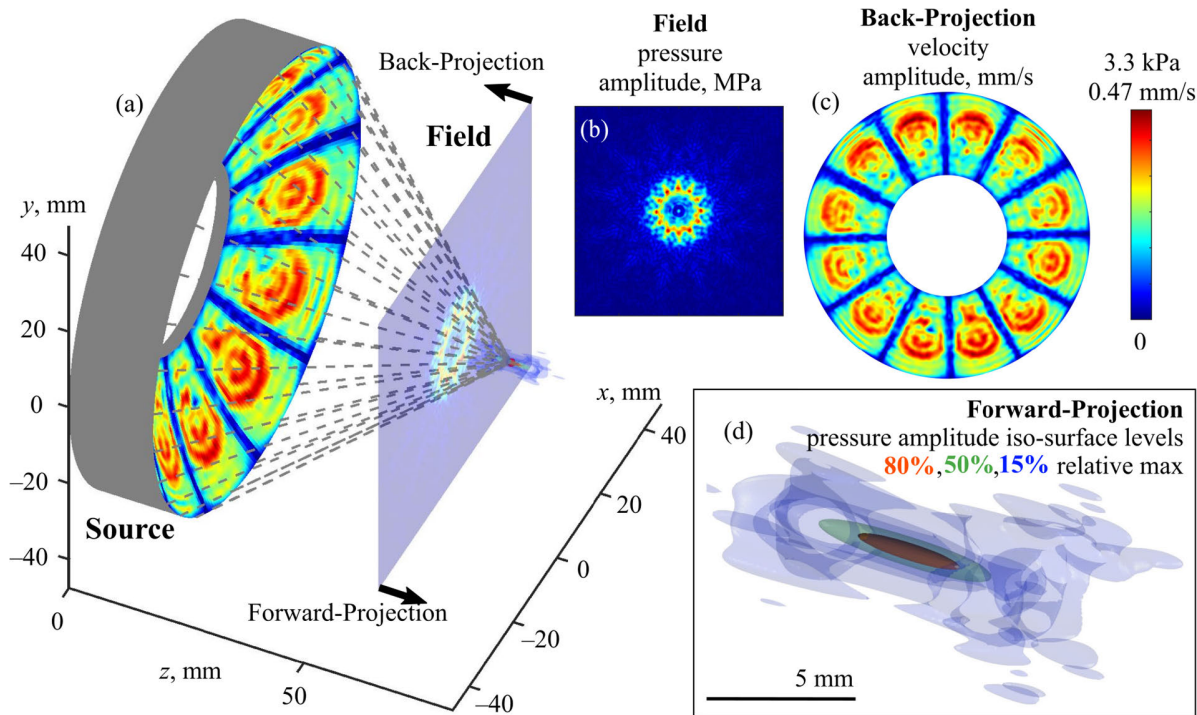 (a)
Back-Projection
Field
y, mm
40
20
0
–20
–40
Source
Forward-Projection
0
50
z, mm
x, mm
40
20
0
–20
–40
Field
pressure
amplitude, MPa
(b)
Back-Projection
velocity
amplitude, mm/s
(c)
3.3 kPa
0.47 mm/s
0
(d)
Forward-Projection
pressure amplitude iso-surface levels
80%,50%,15% relative max
5 mm